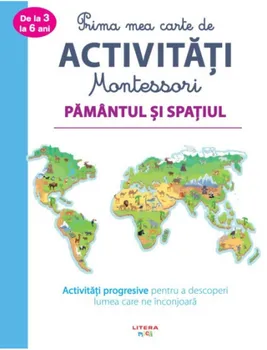 De la 3
la 6 ani
Prima mea carte de
ACTIVITĂȚI
Montessori
PĂMÂNTUL ȘI SPAȚIUL
Activități progresive pentru a descoperi
lumea care ne înconjoară
LITERA